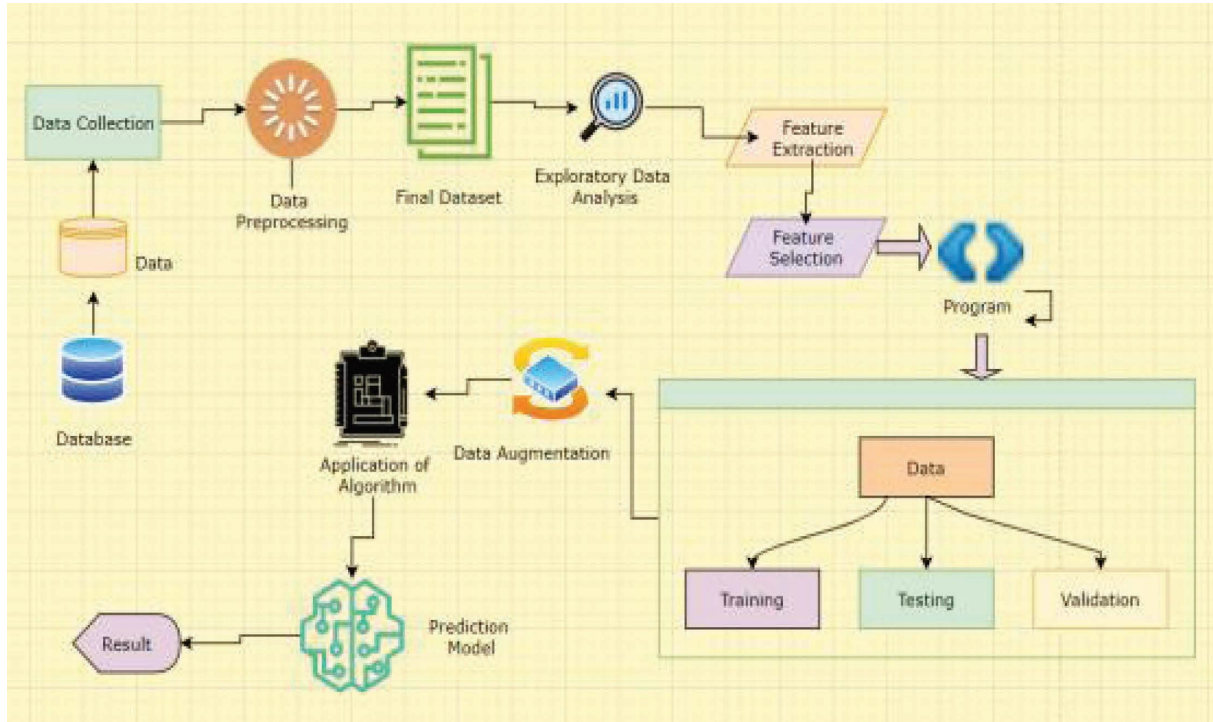 Data Collection
Data
Preprocessing
Final Dataset
Exploratory Data
Analysis
Feature
Extraction
Feature
Selection
Program
Data
Database
Data
Training
Testing
Validation
Data Augmentation
Application of
Algorithm
Prediction
Model
Result